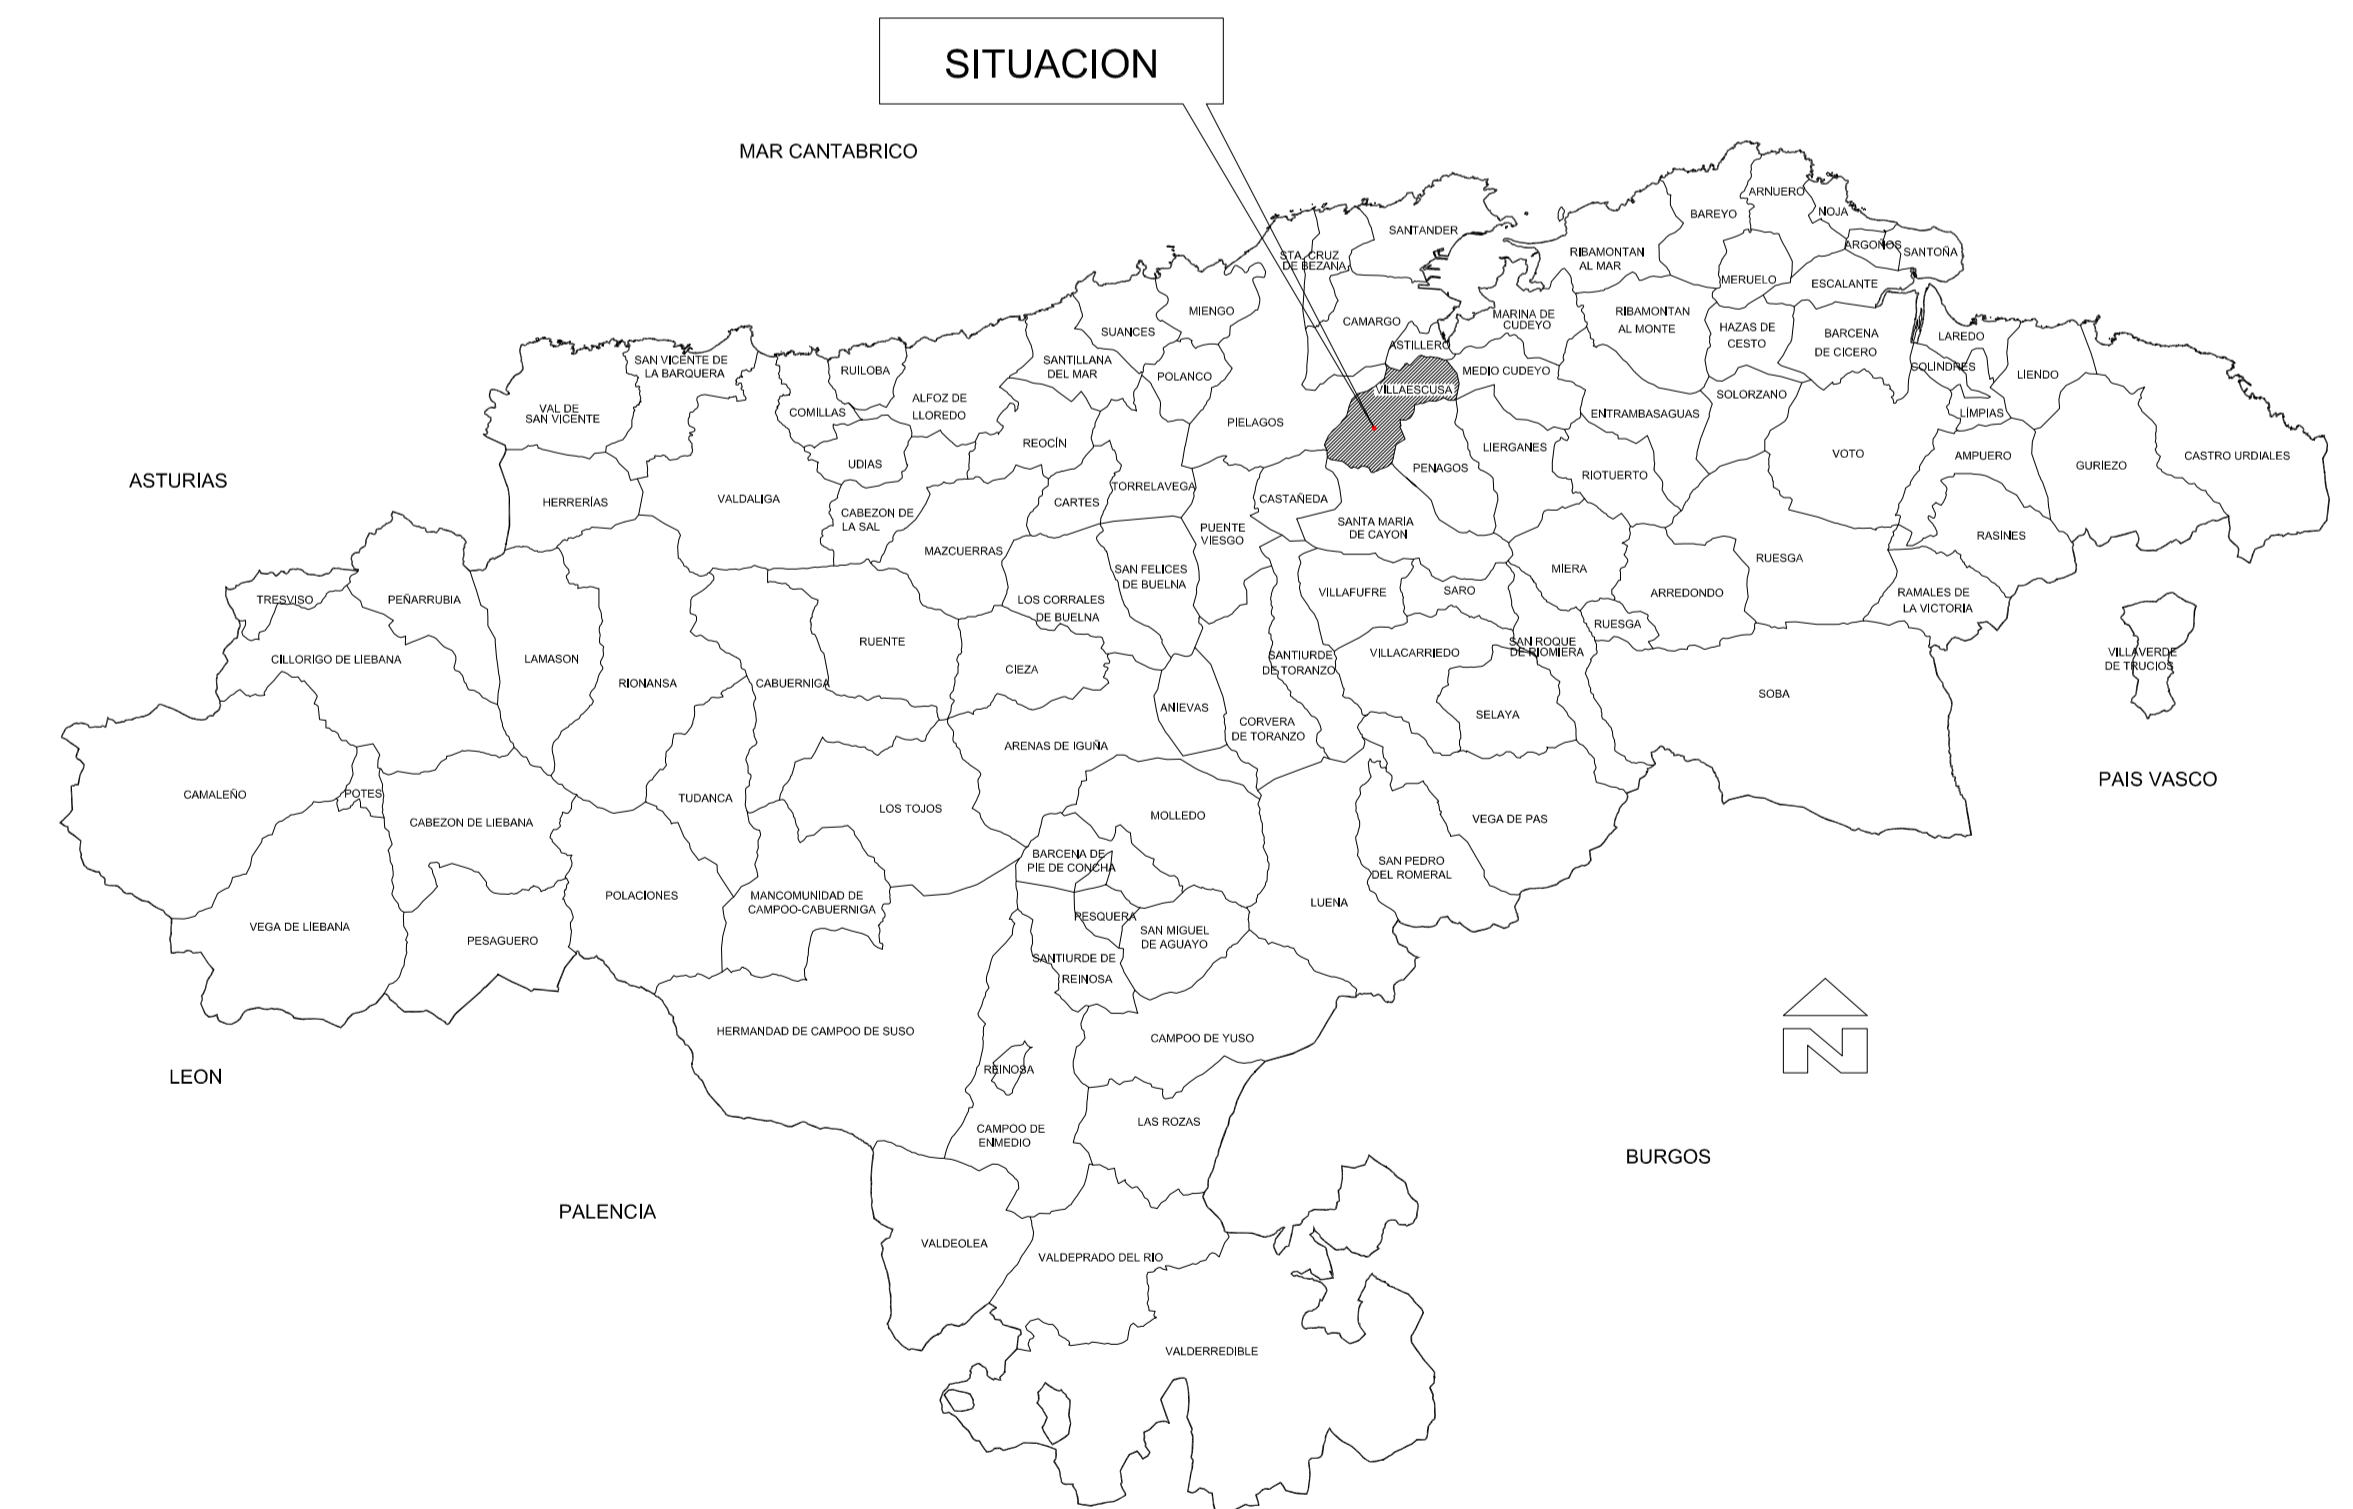 SITUACION
MAR CANTABRICO
ARNUERO
NOJA
BAREYO
SANTANDER
ARGOÑOS
SANTOÑA
RIBAMONTAN
AL MAR
STA. CRUZ
DE BEZANA
MERUELO
ESCALANTE
MIENGO
CAMARGO
MARINA DE
CUDEYO
RIBAMONTAN
AL MONTE
HAZAS DE
CESTO
BARCENA
DE CICERO
LAREDO
SUANCES
ASTILLERO
SAN VICENTE DE
LA BARQUERA
RUILOBA
SANTILLANA
DEL MAR
POLANCO
MEDIO CUDEYO
COLINDRES
LIENDO
VILLAESCUSA
SOLORZANO
ALFOZ DE
LLOREDO
COMILLAS
VAL DE
SAN VICENTE
ENTRAMBASAGUAS
LIMPIAS
PIELAGOS
REOCÍN
LIERGANES
VOTO
AMPUERO
CASTRO URDIALES
UDIAS
PENAGOS
RIOTUERTO
GURIEZO
ASTURIAS
HERRERÍAS
VALDALIGA
TORRELAVEGA
CARTES
CASTAÑEDA
CABEZON DE
LA SAL
PUENTE
VIESGO
SANTA MARIA
DE CAYON
RASINES
MAZCUERRAS
RUESGA
SAN FELICES
DE BUELNA
MIERA
TRESVISO
PEÑARRUBIA
LOS CORRALES
DE BUELNA
VILLAFUFRE
SARO
ARREDONDO
RAMALES DE
LA VICTORIA
RUESGA
RUENTE
SAN ROQUE
DE RIOMIERA
CILLORIGO DE LIEBANA
LAMASON
CIEZA
SANTIURDE
DE TORANZO
VILLACARRIEDO
VILLAVERDE
DE TRUCIOS
RIONANSA
CABUERNIGA
SOBA
ANIEVAS
SELAYA
CORVERA
DE TORANZO
ARENAS DE IGUÑA
PAIS VASCO
CAMALEÑO
POTES
TUDANCA
LOS TOJOS
MOLLEDO
CABEZON DE LIEBANA
VEGA DE PAS
BARCENA DE
PIE DE CONCHA
SAN PEDRO
DEL ROMERAL
POLACIONES
MANCOMUNIDAD DE
CAMPOO-CABUERNIGA
LUENA
PESQUERA
VEGA DE LIEBANA
PESAGUERO
SAN MIGUEL
DE AGUAYO
SANTIURDE DE
REINOSA
HERMANDAD DE CAMPOO DE SUSO
CAMPOO DE YUSO
N
REINOSA
LEON
LAS ROZAS
CAMPOO DE
ENMEDIO
BURGOS
PALENCIA
VALDEOLEA
VALDEPRADO DEL RIO
VALDERREDIBLE